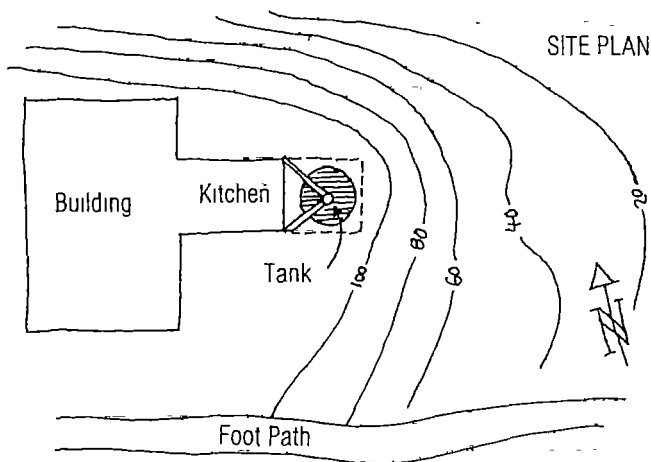 SITE PLAN
Building
Kitchen
Tank
100
80
60
40
20
N
Foot Path